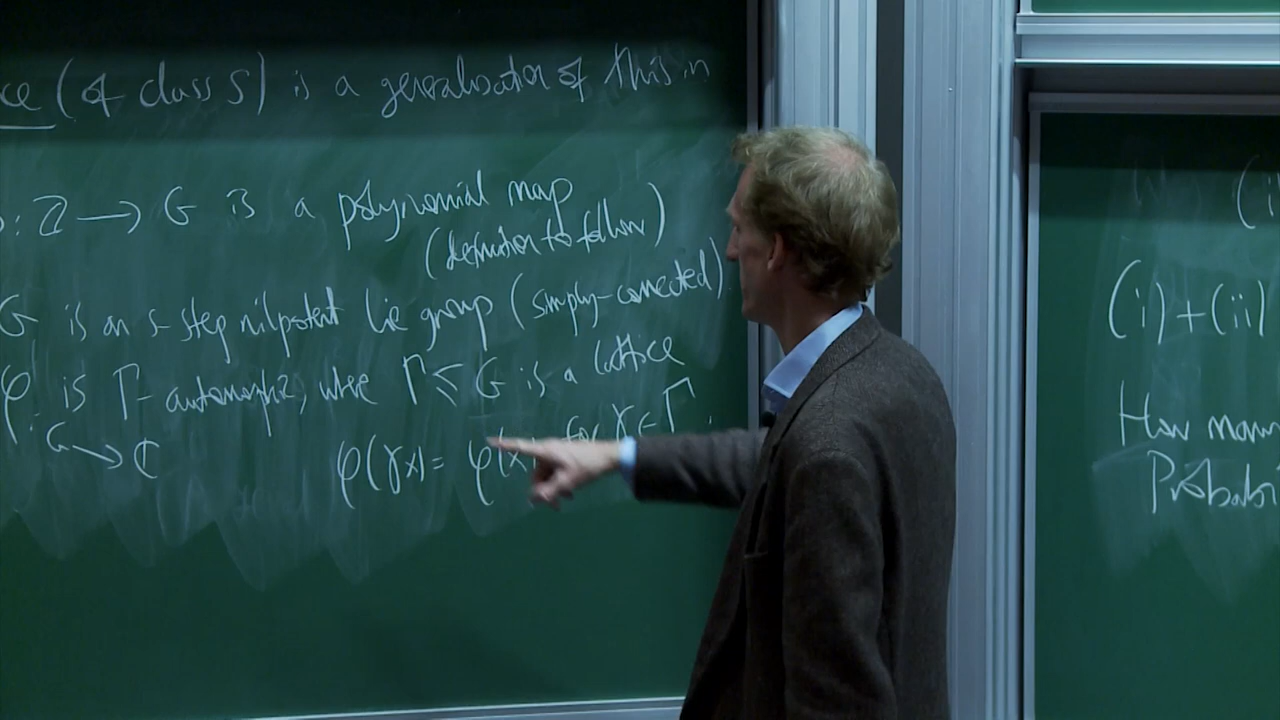 ce (of class s) is a generalisation of this in
: ℤ → G is a polynomial map
(definition to follow)
G is an s-step nilpotent Lie group (simply-connected)
φ: is Γ-automorphic, where Γ ⩽ G is a lattice
G → ℂ
φ(γx) = φ(x) for γ ∈ Γ.
(i
(i)+(ii)
How man
Probabi